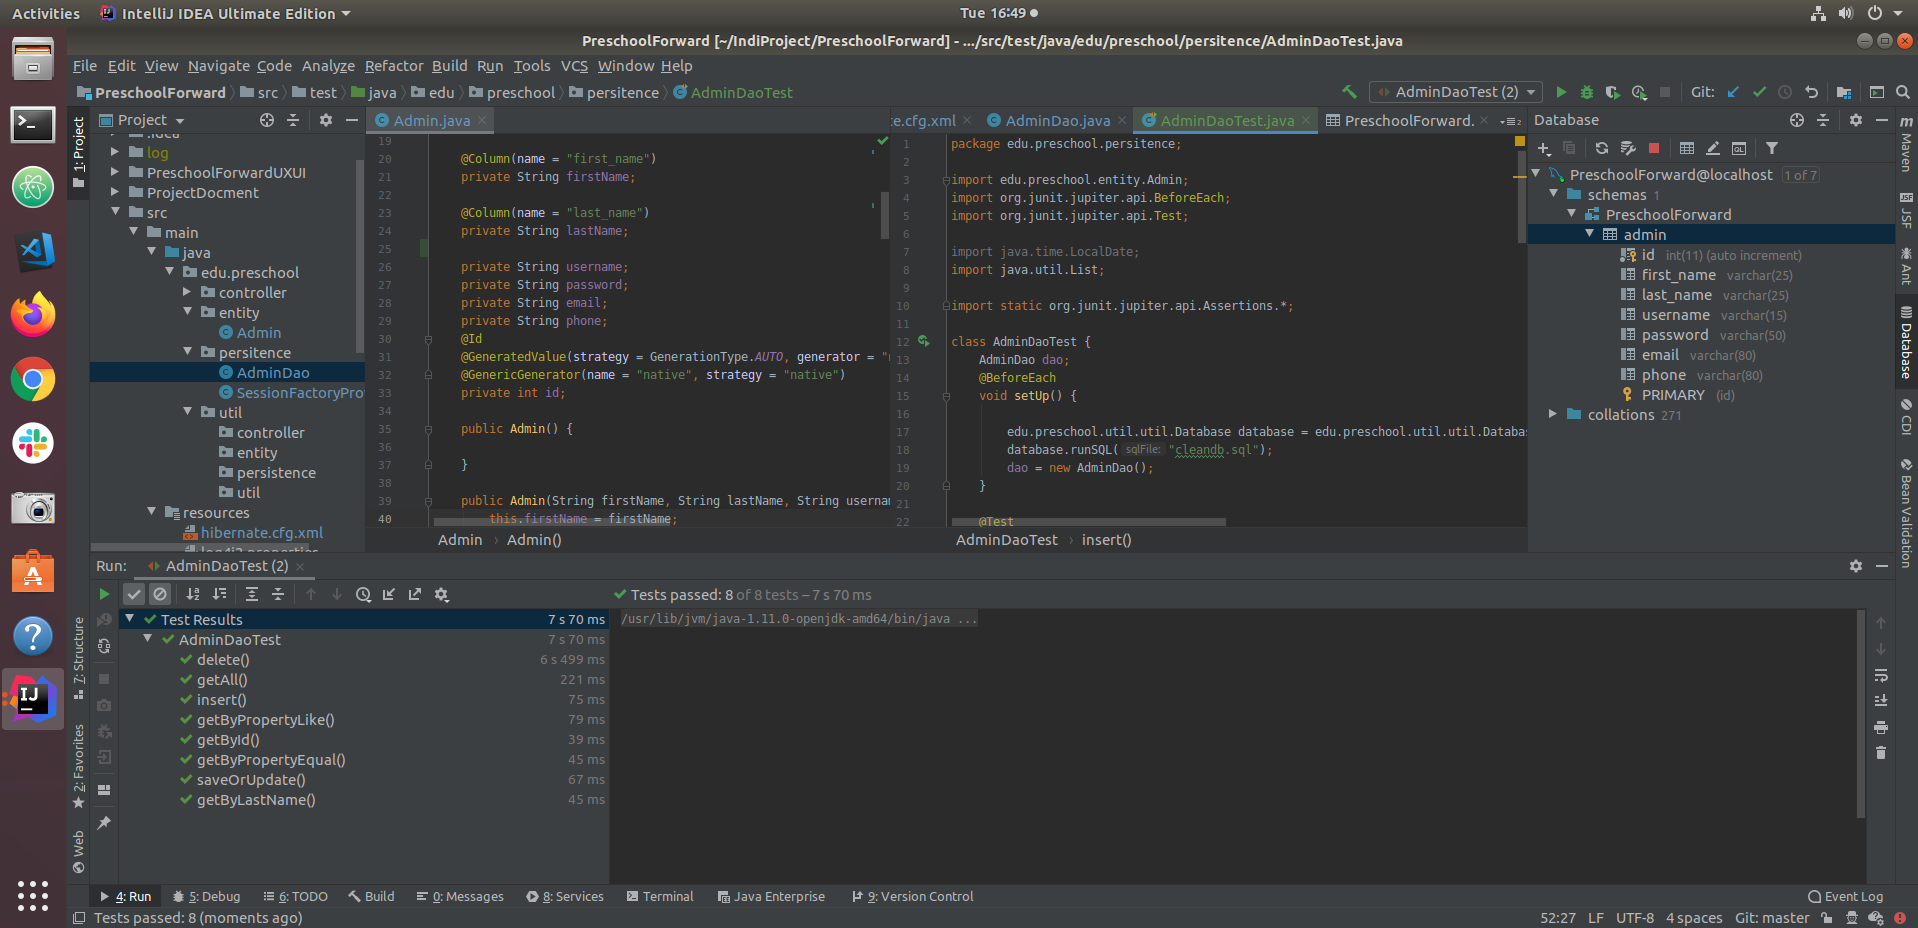 Activities
IntelliJ IDEA Ultimate Edition
Tue 16:49
PreschoolForward [~/IndiProject/PreschoolForward] - .../src/test/java/edu/preschool/persitence/AdminDaoTest.java
File Edit View Navigate Code Analyze Refactor Build Run Tools VCS Window Help
PreschoolForward src test java edu preschool persitence AdminDaoTest
AdminDaoTest (2)
Git:
1: Project
7: Structure
2: Favorites
Web
Project
log
PreschoolForwardUXUI
ProjectDocment
src
main
java
edu.preschool
controller
entity
Admin
persitence
AdminDao
SessionFactoryPro
util
controller
entity
persistence
util
resources
hibernate.cfg.xml
Admin.java
19
20 @Column(name = "first_name")
21 private String firstName;
22
23 @Column(name = "last_name")
24 private String lastName;
25
26 private String username;
27 private String password;
28 private String email;
29 private String phone;
30 @Id
31 @GeneratedValue(strategy = GenerationType.AUTO, generator = "
32 @GenericGenerator(name = "native", strategy = "native")
33 private int id;
34
35 public Admin() {
36
37 }
38
39 public Admin(String firstName, String lastName, String usernam
40 this.firstName = firstName;
Admin › Admin()
te.cfg.xml AdminDao.java AdminDaoTest.java PreschoolForward.
1 package edu.preschool.persitence;
2
3 import edu.preschool.entity.Admin;
4 import org.junit.jupiter.api.BeforeEach;
5 import org.junit.jupiter.api.Test;
6
7 import java.time.LocalDate;
8 import java.util.List;
9
10 import static org.junit.jupiter.api.Assertions.*;
11
12 class AdminDaoTest {
13 AdminDao dao;
14 @BeforeEach
15 void setUp() {
16
17 edu.preschool.util.util.Database database = edu.preschool.util.util.Databas
18 database.runSQL( sqlFile: "cleandb.sql");
19 dao = new AdminDao();
20 }
21
22 @Test
AdminDaoTest › insert()
Database
PreschoolForward@localhost 1 of 7
schemas 1
PreschoolForward
admin
id int(11) (auto increment)
first_name varchar(25)
last_name varchar(25)
username varchar(15)
password varchar(50)
email varchar(80)
phone varchar(80)
PRIMARY (id)
collations 271
Maven
JSF
Ant
Database
CDI
Bean Validation
Run: AdminDaoTest (2)
Tests passed: 8 of 8 tests – 7 s 70 ms
Test Results 7 s 70 ms
AdminDaoTest 7 s 70 ms
delete() 6 s 499 ms
getAll() 221 ms
insert() 75 ms
getByPropertyLike() 79 ms
getById() 39 ms
getByPropertyEqual() 45 ms
saveOrUpdate() 67 ms
getByLastName() 45 ms
/usr/lib/jvm/java-1.11.0-openjdk-amd64/bin/java ...
4: Run 5: Debug 6: TODO Build 0: Messages 8: Services Terminal Java Enterprise 9: Version Control Event Log
Tests passed: 8 (moments ago)
52:27 LF UTF-8 4 spaces Git: master